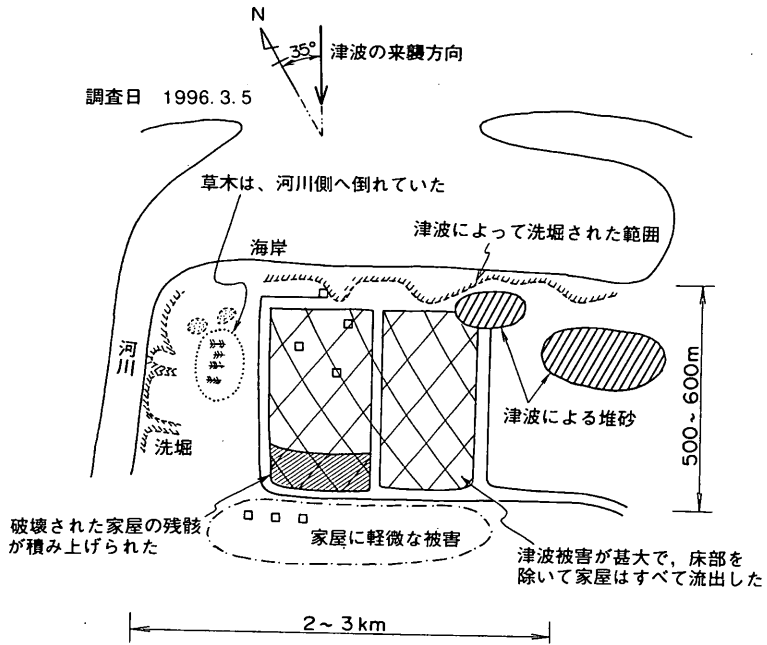 N
35°
津波の来襲方向
調査日 1996.3.5
草木は、河川側へ倒れていた
津波によって洗堀された範囲
海岸
河川
洗堀
津波による堆砂
500~600m
破壊された家屋の残骸
が積み上げられた
家屋に軽微な被害
津波被害が甚大で，床部を
除いて家屋はすべて流出した
2~3km